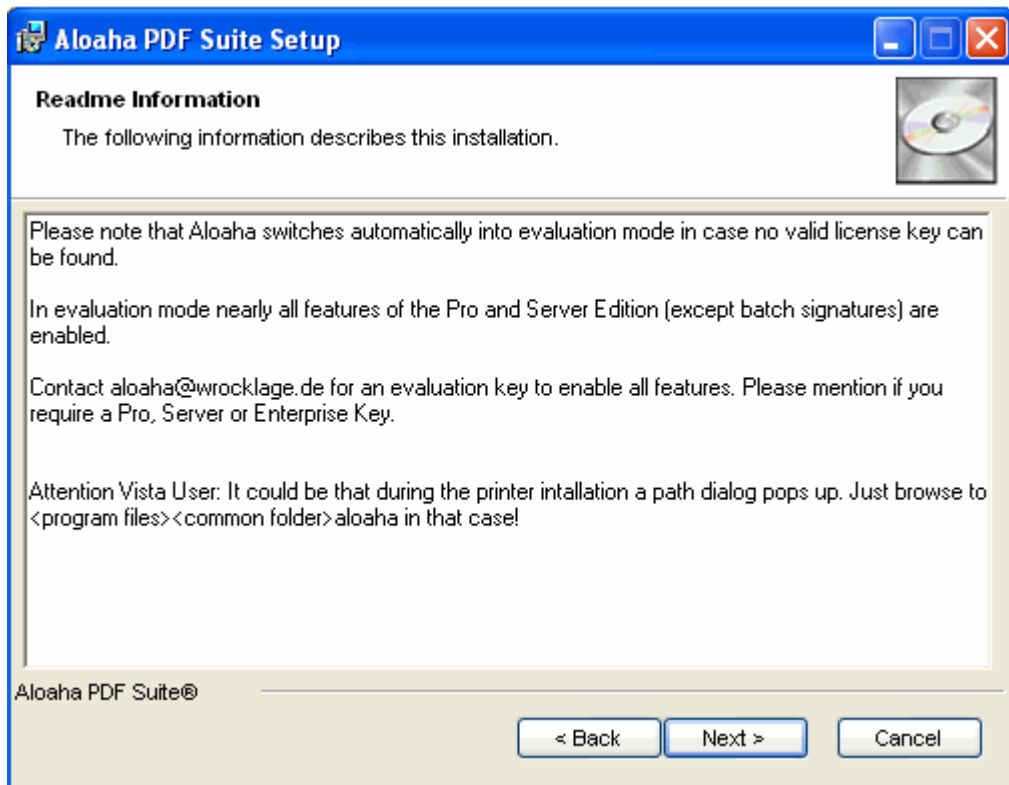 Aloaha PDF Suite Setup
Readme Information
The following information describes this installation.
Please note that Aloaha switches automatically into evaluation mode in case no valid license key can
be found.
In evaluation mode nearly all features of the Pro and Server Edition (except batch signatures) are
enabled.
Contact aloaha@wrocklage.de for an evaluation key to enable all features. Please mention if you
require a Pro, Server or Enterprise Key.
Attention Vista User: It could be that during the printer intallation a path dialog pops up. Just browse to
<program files><common folder>aloaha in that case!
Aloaha PDF Suite®
< Back
Next >
Cancel